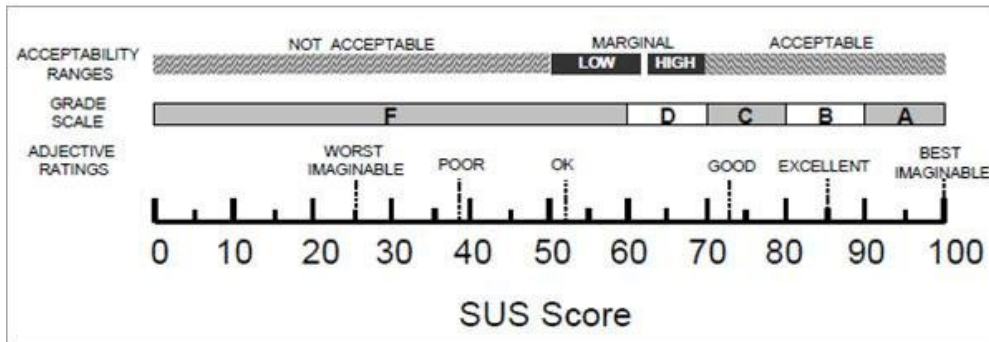 ACCEPTABILITY RANGES
NOT ACCEPTABLE
MARGINAL
ACCEPTABLE
LOW
HIGH
GRADE SCALE
F
D
C
B
A
ADJECTIVE RATINGS
WORST IMAGINABLE
POOR
OK
GOOD
EXCELLENT
BEST IMAGINABLE
0 10 20 30 40 50 60 70 80 90 100
SUS Score